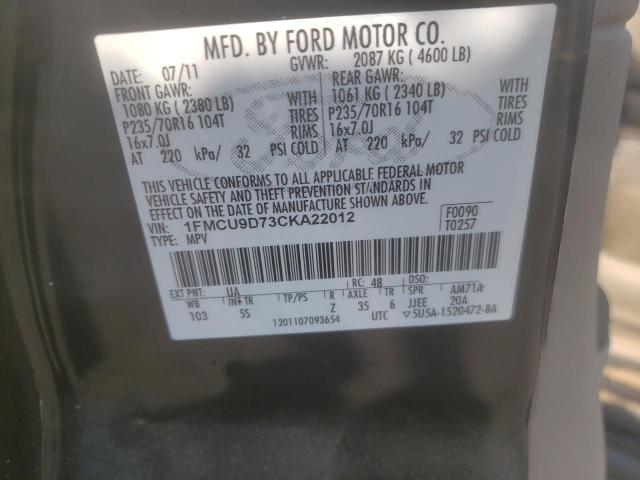 MFD. BY FORD MOTOR CO.
DATE: 07/11 GVWR: 2087 KG ( 4600 LB)
FRONT GAWR: REAR GAWR:
1080 KG ( 2380 LB) WITH 1061 KG ( 2340 LB) WITH
P235/70R16 104T TIRES P235/70R16 104T TIRES
16x7.0J RIMS 16x7.0J RIMS
AT 220 kPa/ 32 PSI COLD AT 220 kPa/ 32 PSI COLD
THIS VEHICLE CONFORMS TO ALL APPLICABLE FEDERAL MOTOR
VEHICLE SAFETY AND THEFT PREVENTION STANDARDS IN
EFFECT ON THE DATE OF MANUFACTURE SHOWN ABOVE.
VIN: 1FMCU9D73CKA22012 F0090
TYPE: MPV T0257
EXT PNT: UA RC: 48 DSO:
WB INT TR TP/PS R AXLE TR SPR AM71A
103 5S Z 35 6 JJEE 20A
1201107093654 UTC ▽5U5A-1520472-BA